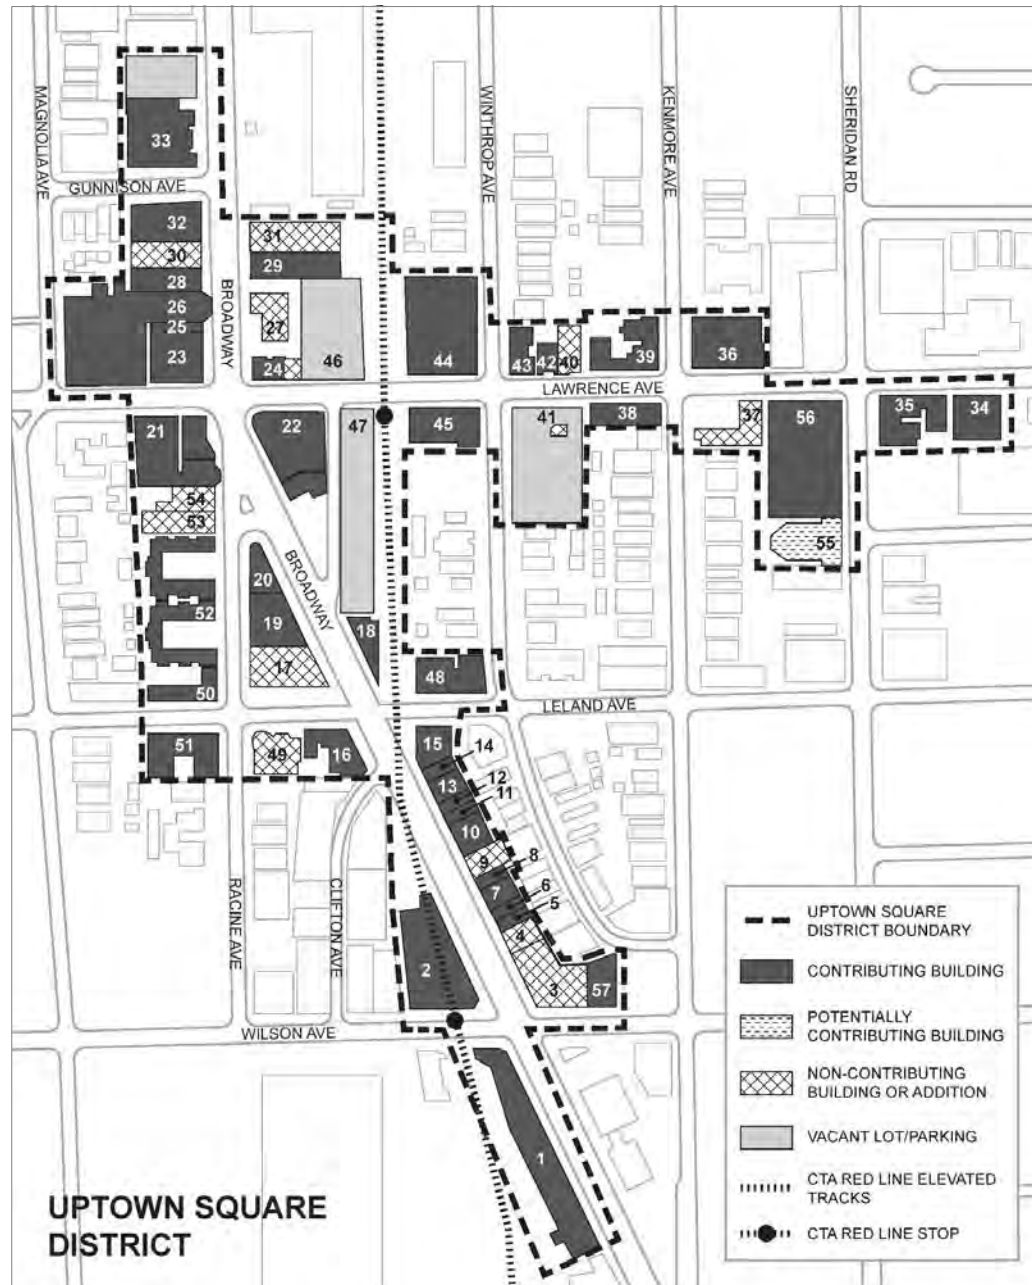 MAGNOLIA AVE
WINTHROP AVE
KENMORE AVE
SHERIDAN RD
33
GUNNISON AVE
32
30
28
26
25
23
BROADWAY
31
29
27
24
46
44
43
42
40
39
36
LAWRENCE AVE
21
22
47
45
41
38
37
56
35
34
54
53
55
52
20
BROADWAY
19
18
17
48
50
LELAND AVE
51
49
16
15
14
13
12
11
10
9
8
7
6
5
4
3
57
2
RACINE AVE
CLIFTON AVE
WILSON AVE
1
UPTOWN SQUARE
DISTRICT BOUNDARY
CONTRIBUTING BUILDING
POTENTIALLY
CONTRIBUTING BUILDING
NON-CONTRIBUTING
BUILDING OR ADDITION
VACANT LOT/PARKING
CTA RED LINE ELEVATED
TRACKS
CTA RED LINE STOP
UPTOWN SQUARE
DISTRICT